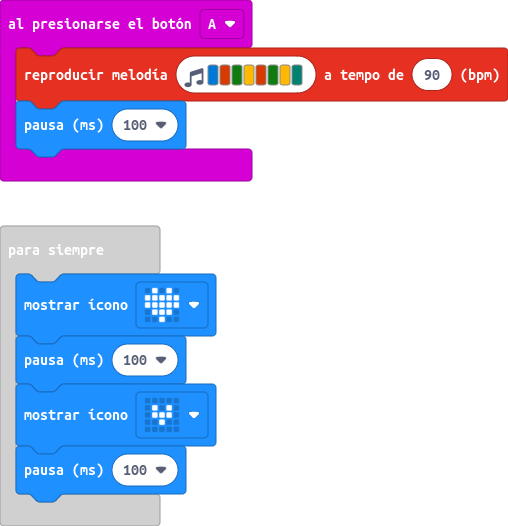 al presionarse el botón A
reproducir melodía a tempo de 90 (bpm)
pausa (ms) 100
para siempre
mostrar ícono
pausa (ms) 100
mostrar ícono
pausa (ms) 100